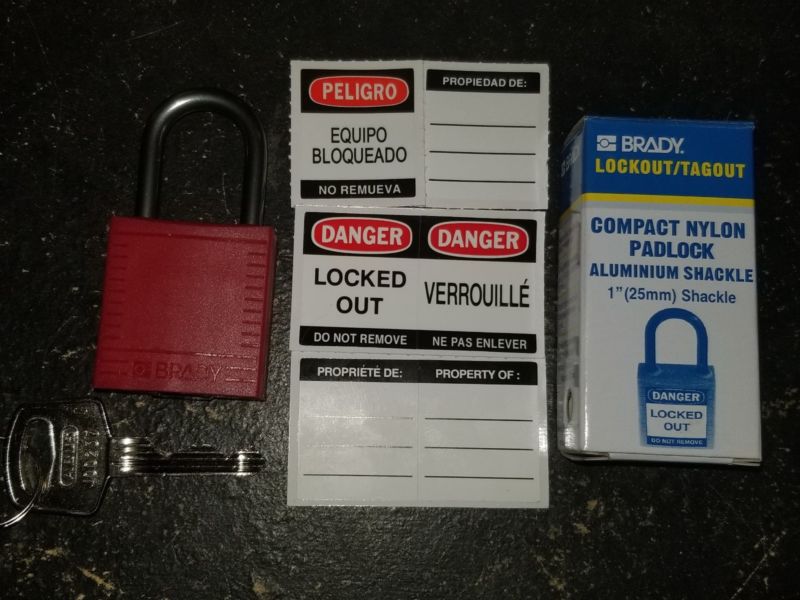 BRADY
PELIGRO
EQUIPO
BLOQUEADO
NO REMUEVA
PROPIEDAD DE:
DANGER
LOCKED
OUT
DO NOT REMOVE
DANGER
VERROUILLÉ
NE PAS ENLEVER
PROPRIÉTÉ DE:
PROPERTY OF :
BRADY.
LOCKOUT/TAGOUT
COMPACT NYLON
PADLOCK
ALUMINIUM SHACKLE
1"(25mm) Shackle
DANGER
LOCKED
OUT
DO NOT REMOVE